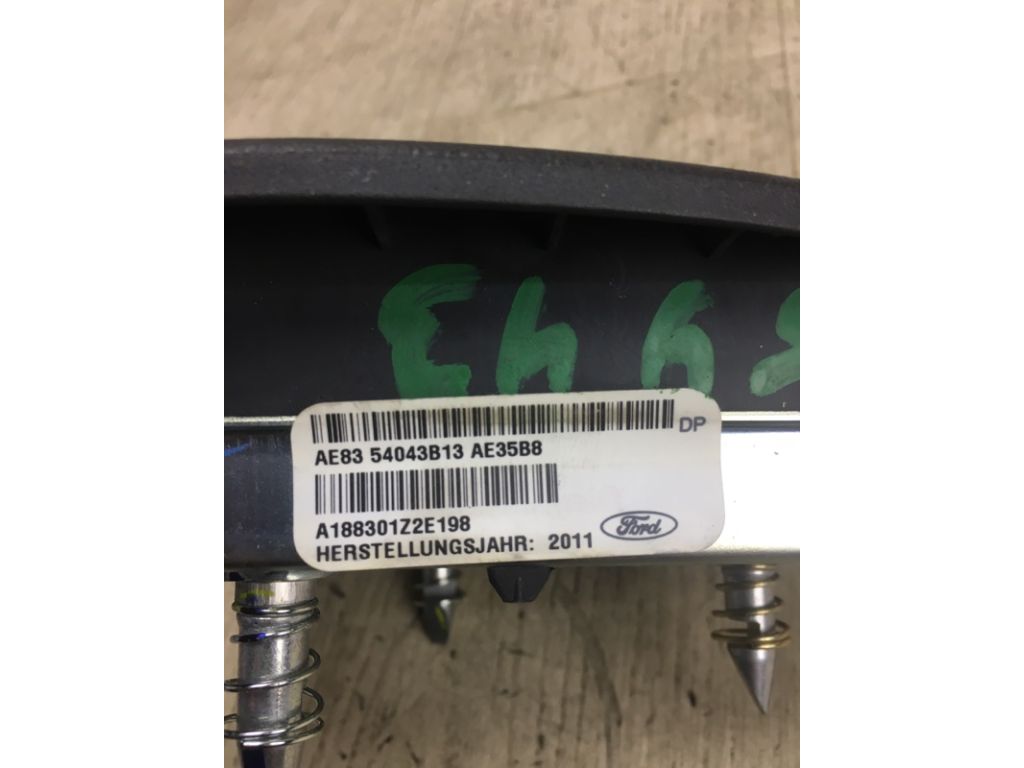 DP
AE83 54043B13 AE35B8
A188301Z2E198
HERSTELLUNGSJAHR: 2011
Ford